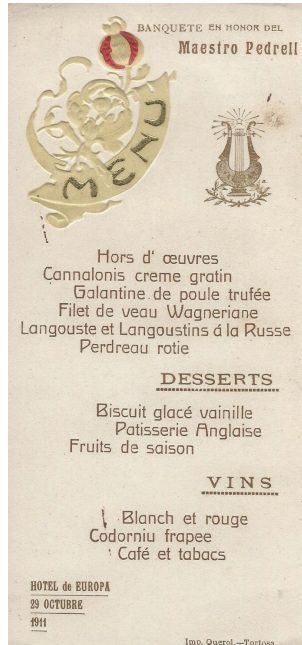 BANQUETE EN HONOR DEL
Maestro Pedrell
MENU
Hors d' œuvres
Cannalonis creme gratin
Galantine de poule trufée
Filet de veau Wagneriane
Langouste et Langoustins á la Russe
Perdreau rotie
DESSERTS
Biscuit glacé vainille
Patisserie Anglaise
Fruits de saison
VINS
Blanch et rouge
Codorniu frapee
Café et tabacs
HOTEL de EUROPA
29 OCTUBRE
1911
Imp. Querol.—Tortosa